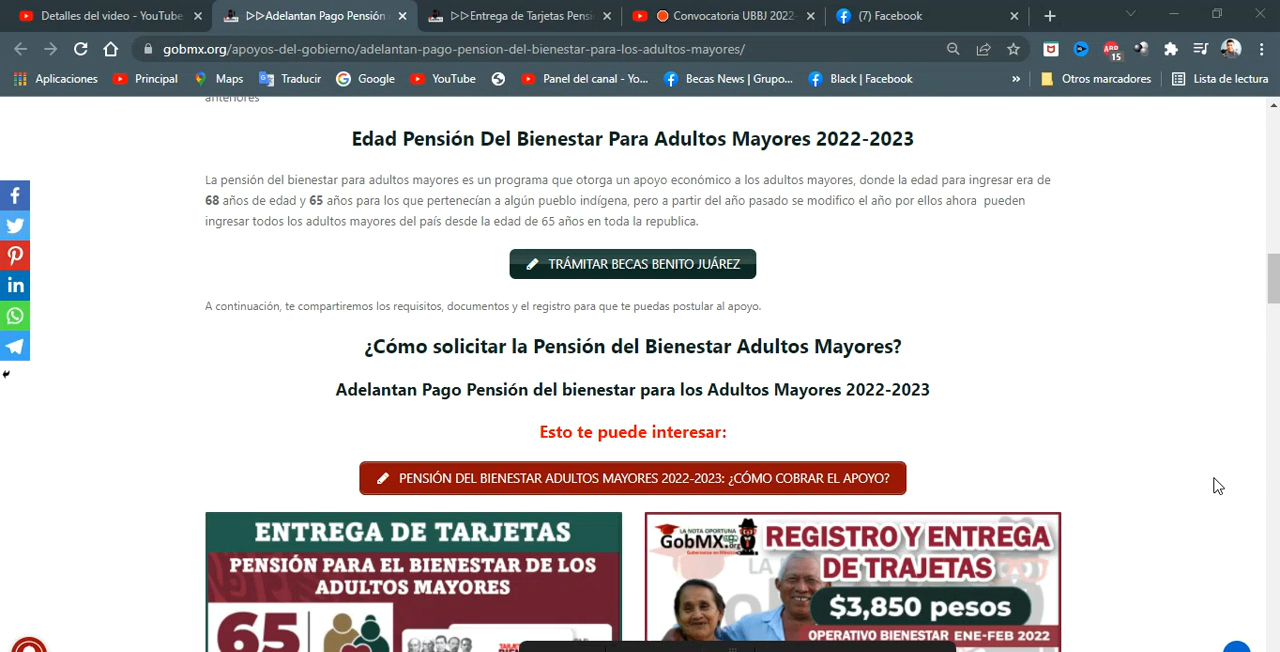 Detalles del video - YouTube
▷▷Adelantan Pago Pensión
▷▷Entrega de Tarjetas Pensi
Convocatoria UBBJ 2022-
(7) Facebook
gobmx.org/apoyos-del-gobierno/adelantan-pago-pension-del-bienestar-para-los-adultos-mayores/
ABP
15
Aplicaciones
Principal
Maps
Traducir
Google
YouTube
Panel del canal - Yo...
Becas News | Grupo...
Black | Facebook
»
Otros marcadores
Lista de lectura
anteriores
Edad Pensión Del Bienestar Para Adultos Mayores 2022-2023
La pensión del bienestar para adultos mayores es un programa que otorga un apoyo económico a los adultos mayores, donde la edad para ingresar era de
68 años de edad y 65 años para los que pertenecían a algún pueblo indígena, pero a partir del año pasado se modifico el año por ellos ahora pueden
ingresar todos los adultos mayores del país desde la edad de 65 años en toda la republica.
TRÁMITAR BECAS BENITO JUÁREZ
A continuación, te compartiremos los requisitos, documentos y el registro para que te puedas postular al apoyo.
¿Cómo solicitar la Pensión del Bienestar Adultos Mayores?
Adelantan Pago Pensión del bienestar para los Adultos Mayores 2022-2023
Esto te puede interesar:
PENSIÓN DEL BIENESTAR ADULTOS MAYORES 2022-2023: ¿CÓMO COBRAR EL APOYO?
ENTREGA DE TARJETAS
PENSIÓN PARA EL BIENESTAR DE LOS
ADULTOS MAYORES
65
LA NOTA OPORTUNA
GobMX.org
REGISTRO Y ENTREGA
DE TRAJETAS
$3,850 pesos
OPERATIVO BIENESTAR ENE-FEB 2022